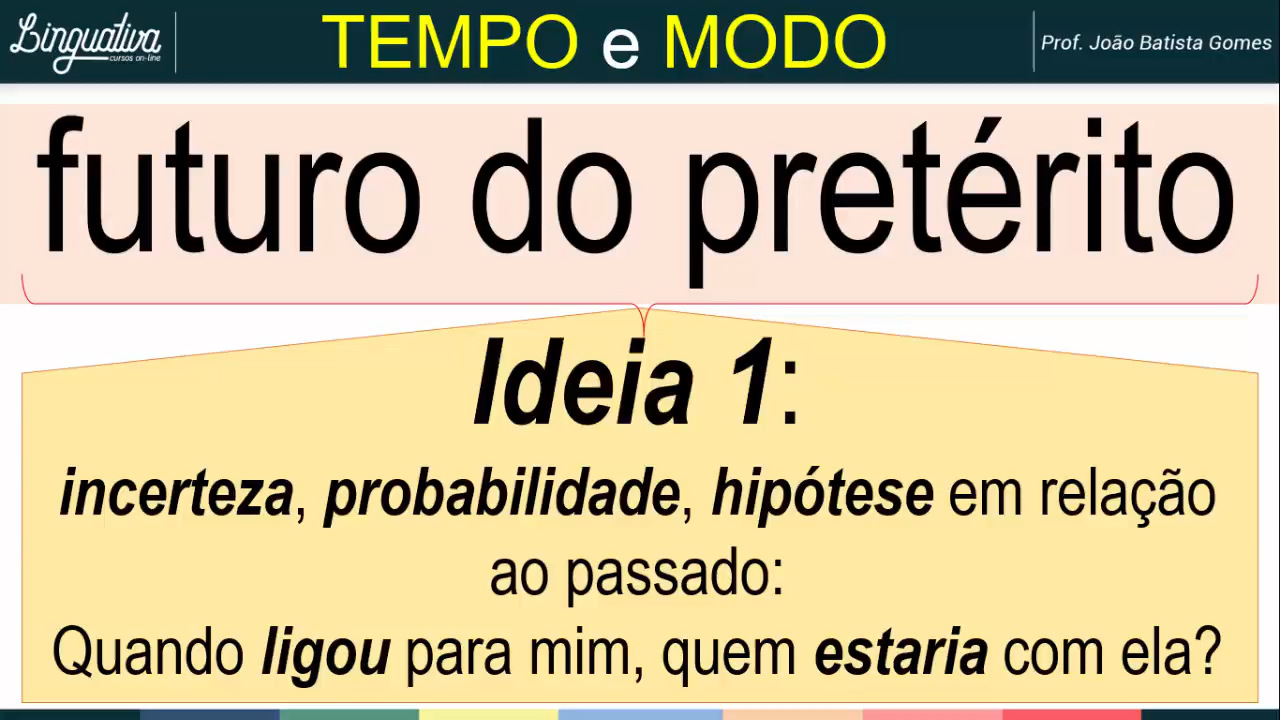 Linguativa
cursos on-line
TEMPO e MODO
Prof. João Batista Gomes
futuro do pretérito
Ideia 1:
incerteza, probabilidade, hipótese em relação
ao passado:
Quando ligou para mim, quem estaria com ela?